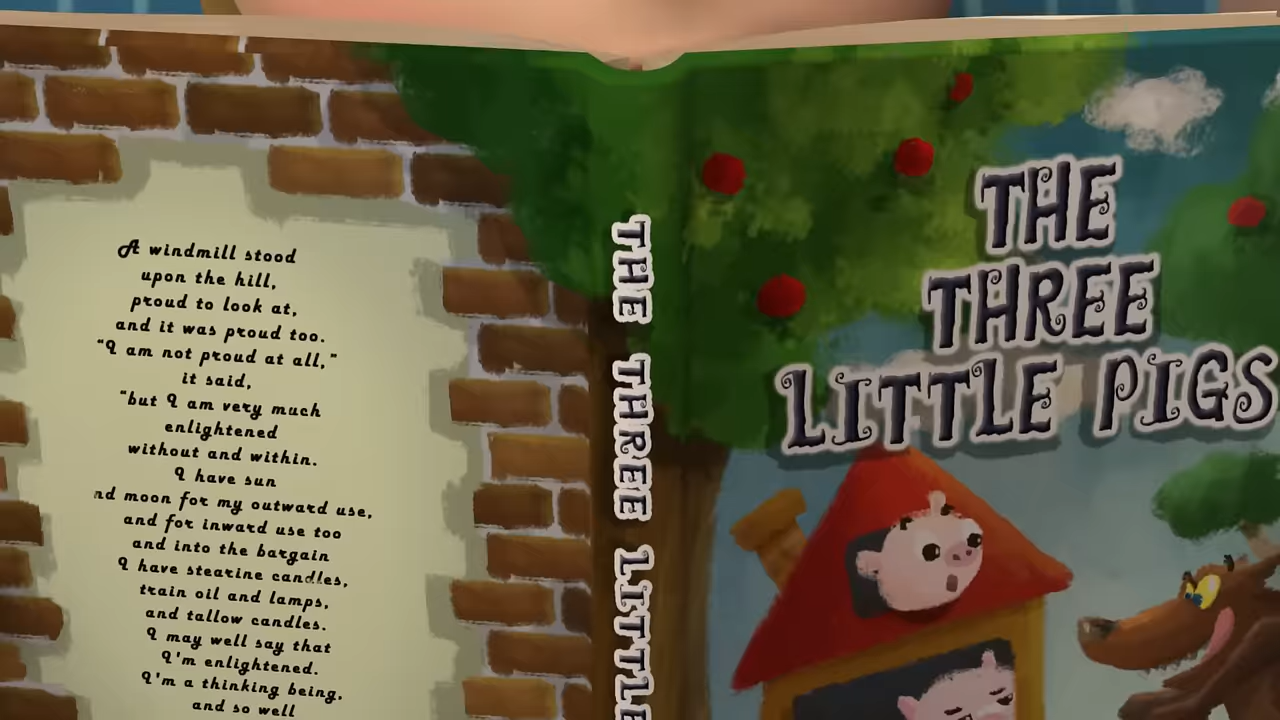 A windmill stood
upon the hill,
proud to look at,
and it was proud too.
"I am not proud at all,"
it said,
"but I am very much
enlightened
without and within.
I have sun
nd moon for my outward use,
and for inward use too
and into the bargain
I have stearine candles,
train oil and lamps,
and tallow candles.
I may well say that
I'm enlightened.
I'm a thinking being,
and so well
THE THREE LITTLE
THE
THREE
LITTLE PIGS